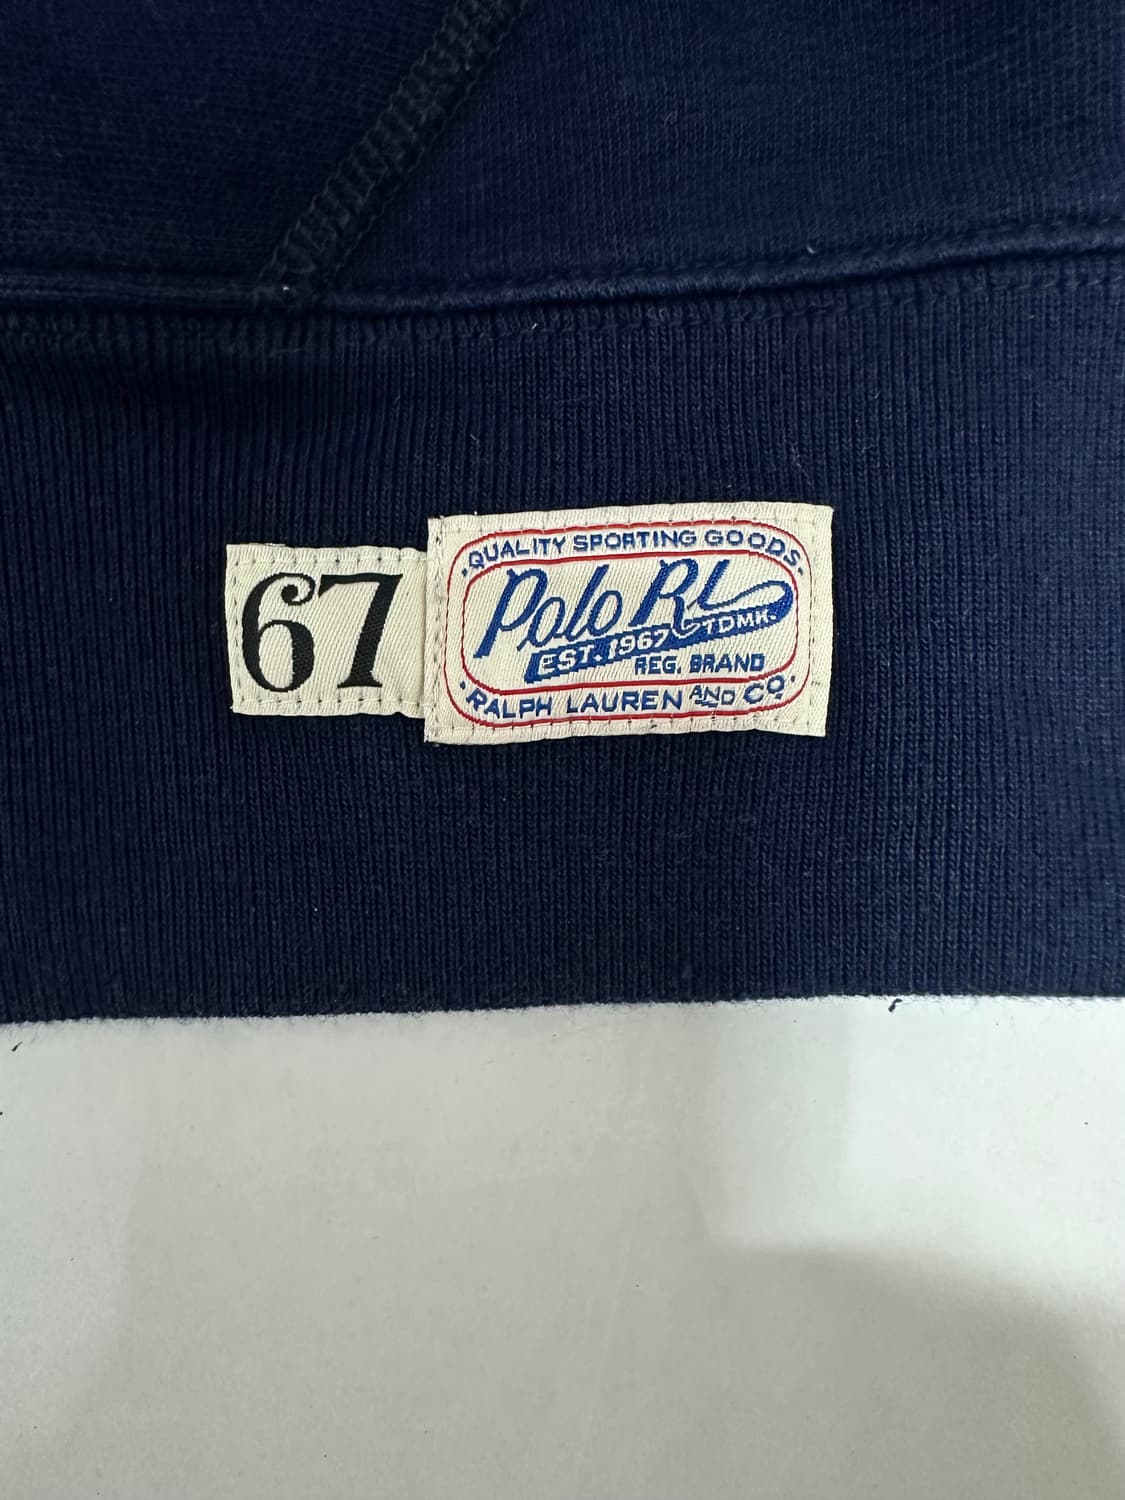 67
QUALITY SPORTING GOODS
Polo RL
EST. 1967 TDMK.
REG. BRAND
RALPH LAUREN AND CO.